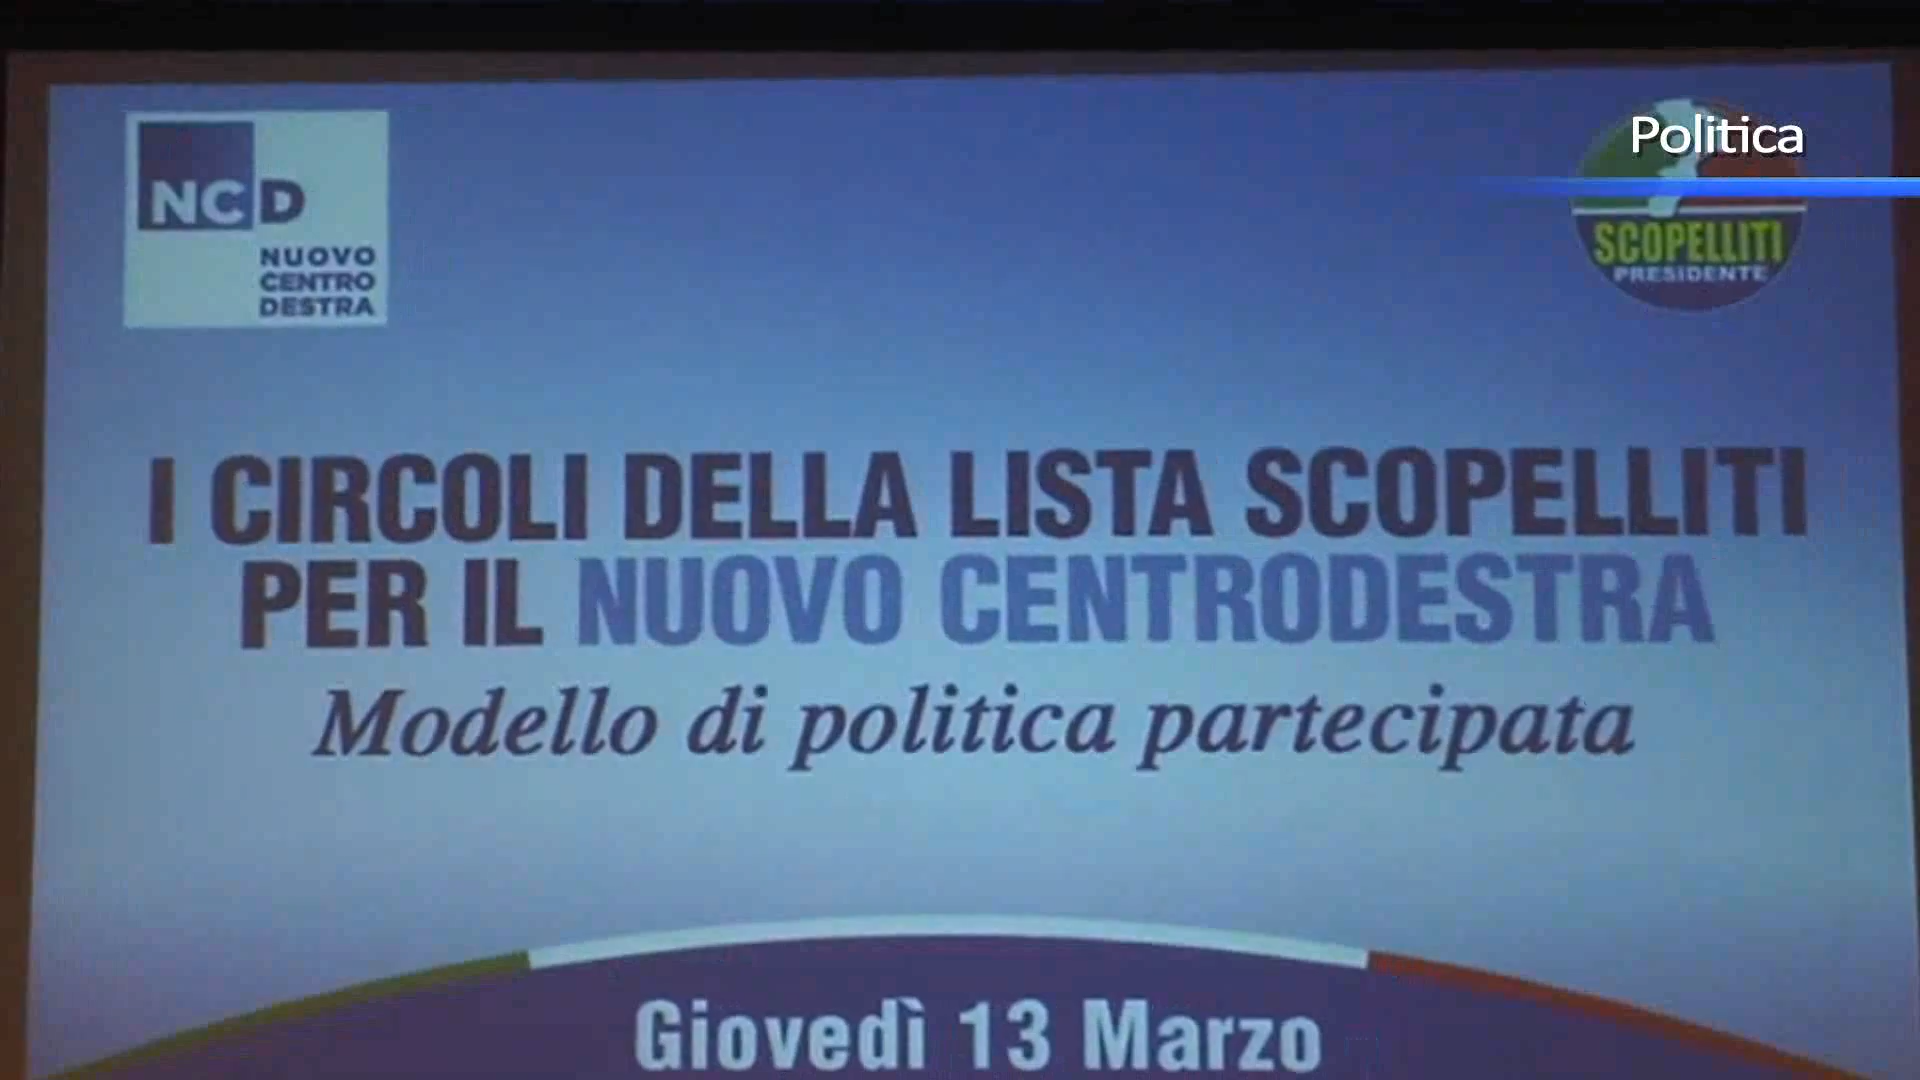 NCD
NUOVO
CENTRO
DESTRA
Politica
SCOPELLITI
PRESIDENTE
I CIRCOLI DELLA LISTA SCOPELLITI
PER IL NUOVO CENTRODESTRA
Modello di politica partecipata
Giovedì 13 Marzo